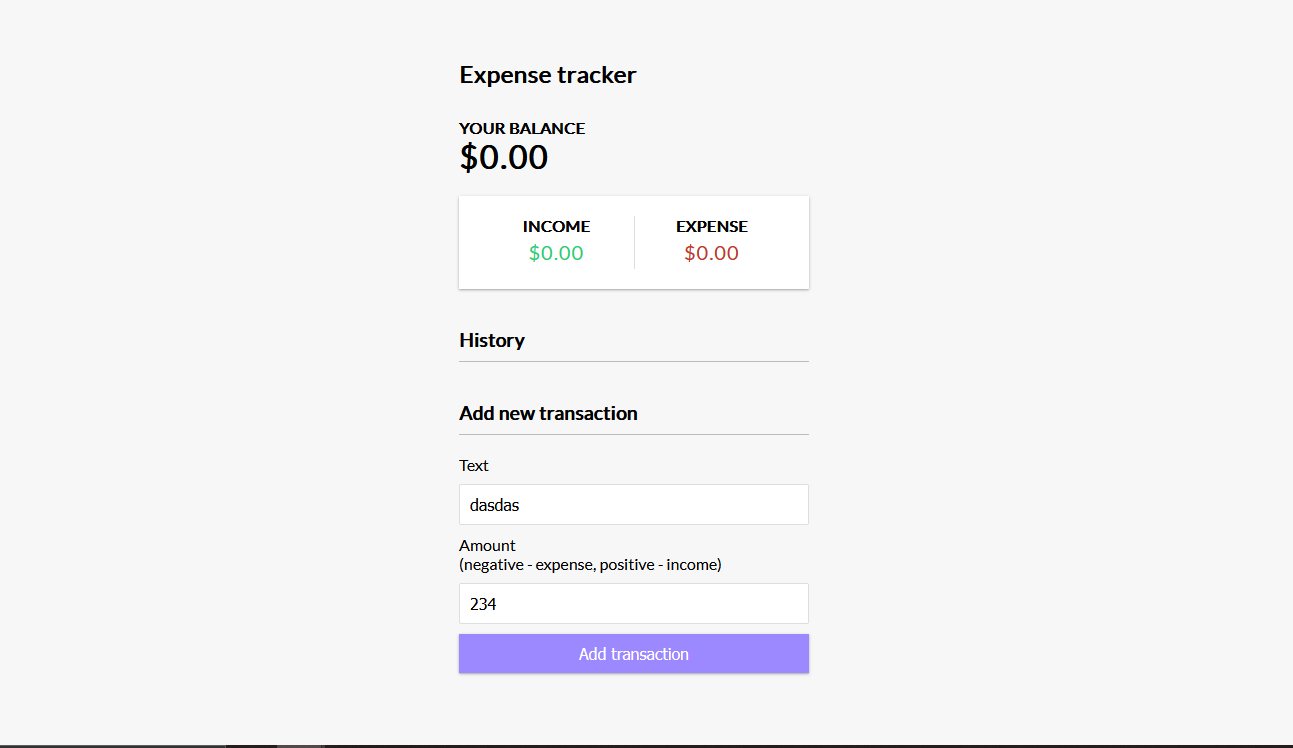 Expense tracker
YOUR BALANCE
$0.00
INCOME
$0.00
EXPENSE
$0.00
History
Add new transaction
Text
dasdas
Amount
(negative - expense, positive - income)
234
Add transaction